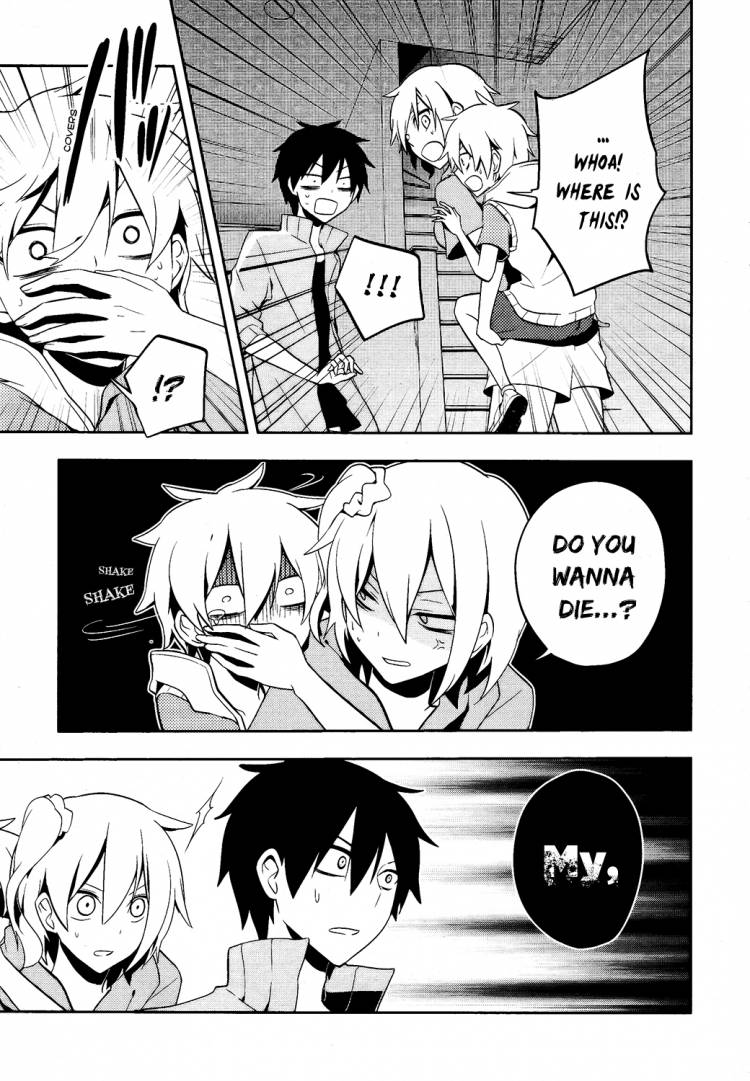 ...
WHOA!
WHERE IS
THIS!?
!!!
COVERS
!?
DO YOU
WANNA
DIE...?
SHAKE
SHAKE
My,